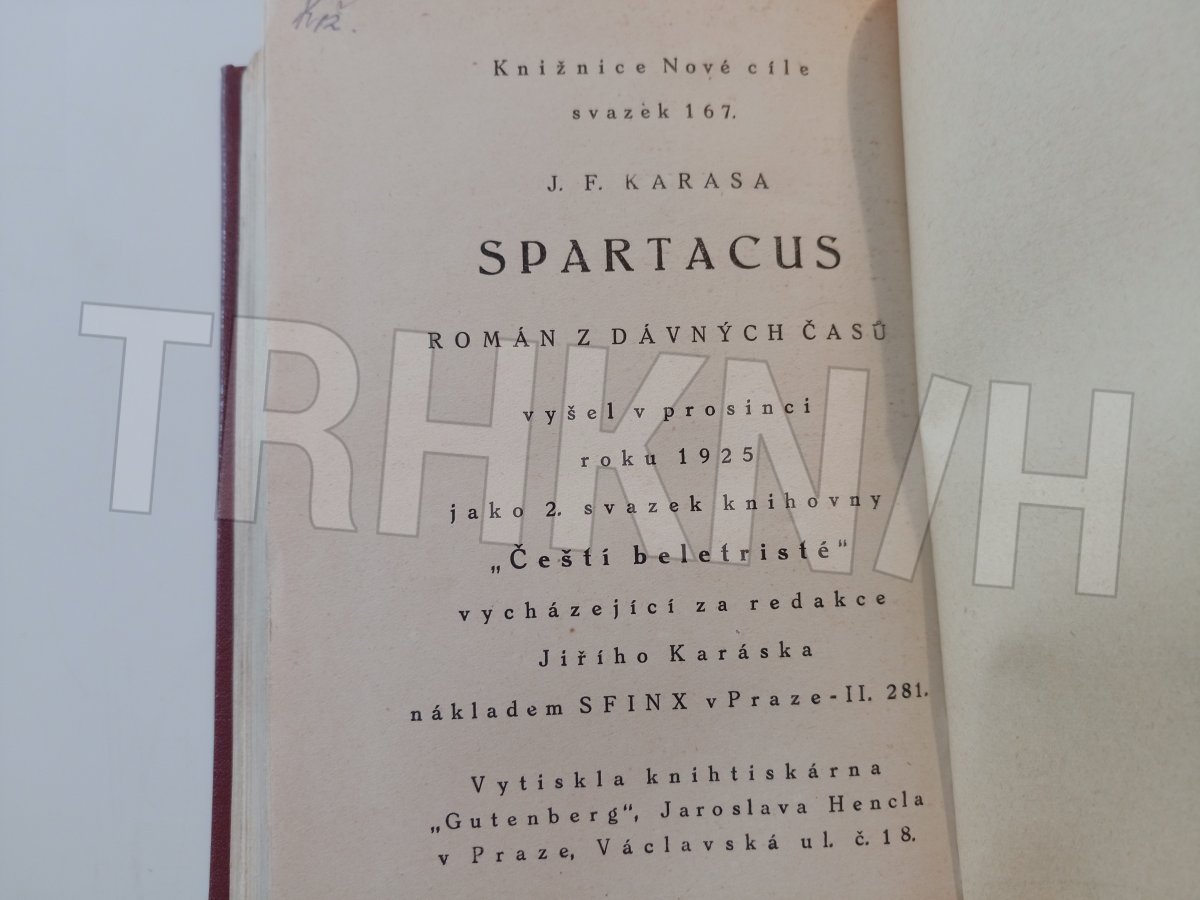 Knižnice Nové cíle
svazek 167.
J. F. KARASA
SPARTACUS
ROMÁN Z DÁVNÝCH ČASŮ
vyšel v prosinci
roku 1925
jako 2. svazek knihovny
„Čeští beletristé“
vycházející za redakce
Jiřího Karáska
nákladem SFINX v Praze-II. 281.
Vytiskla knihtiskárna
„Gutenberg“, Jaroslava Hencla
v Praze, Václavská ul. č. 18.
TRHKN/H